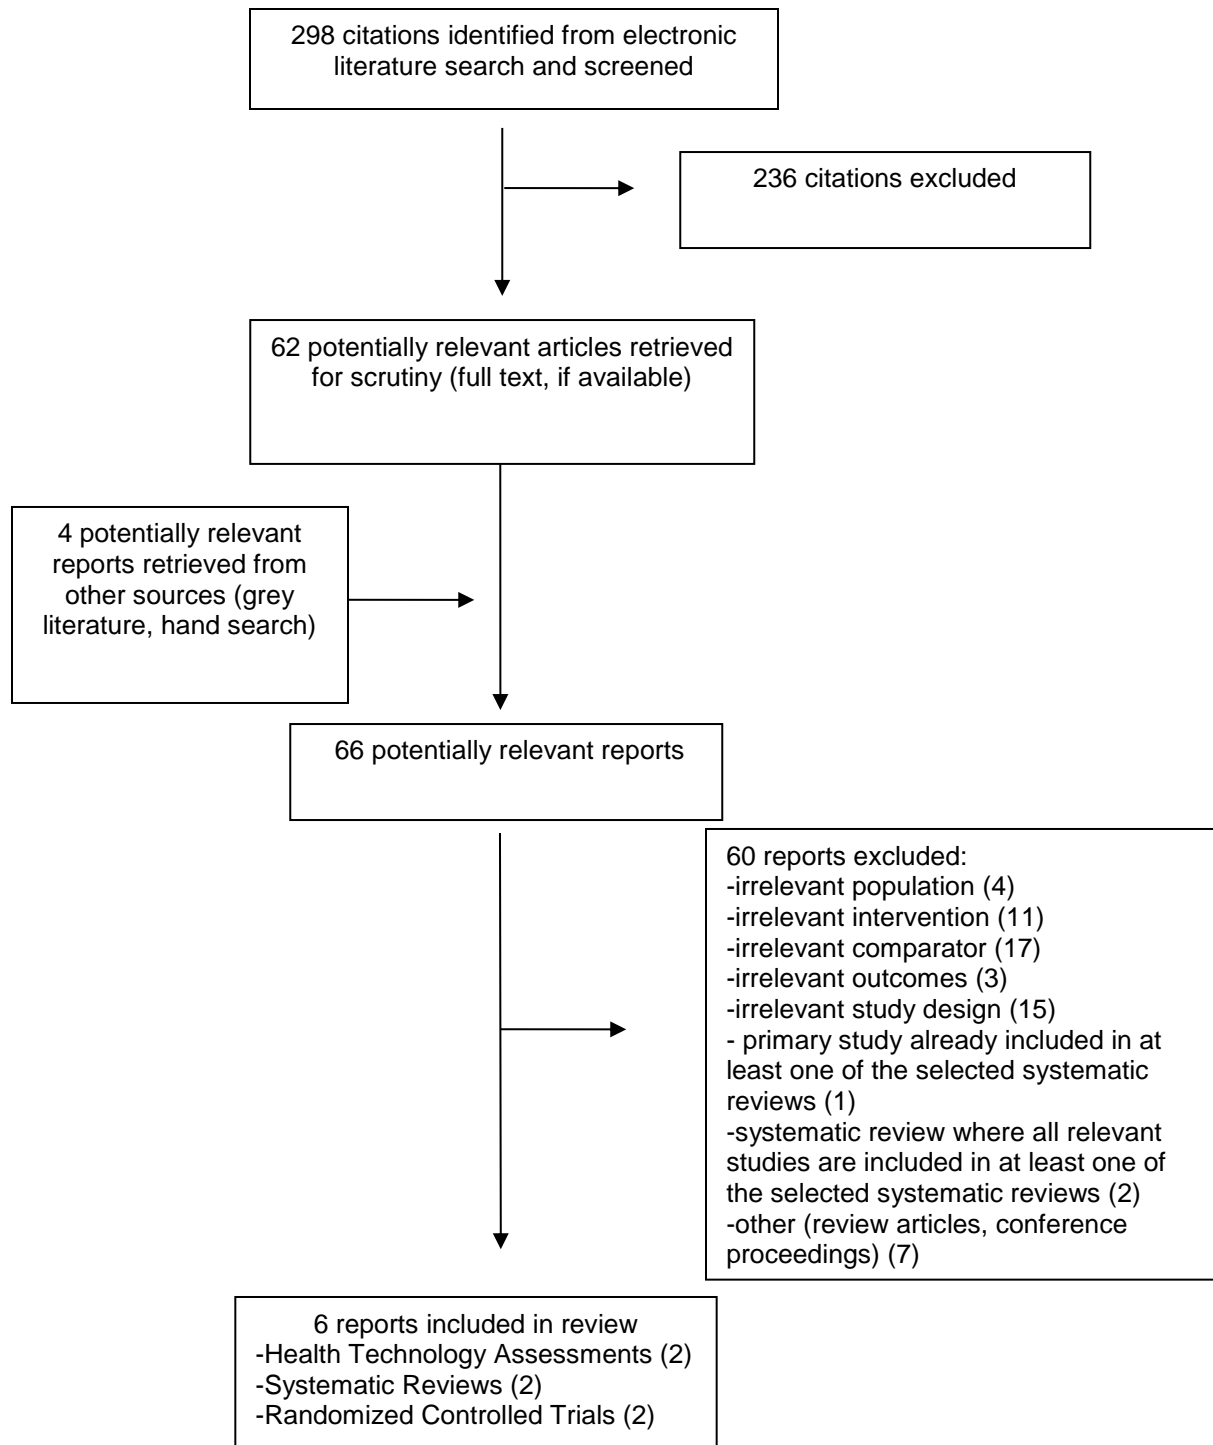 298 citations identified from electronic
literature search and screened
236 citations excluded
62 potentially relevant articles retrieved
for scrutiny (full text, if available)
4 potentially relevant
reports retrieved from
other sources (grey
literature, hand search)
66 potentially relevant reports
60 reports excluded:
-irrelevant population (4)
-irrelevant intervention (11)
-irrelevant comparator (17)
-irrelevant outcomes (3)
-irrelevant study design (15)
- primary study already included in at
least one of the selected systematic
reviews (1)
-systematic review where all relevant
studies are included in at least one of
the selected systematic reviews (2)
-other (review articles, conference
proceedings) (7)
6 reports included in review
-Health Technology Assessments (2)
-Systematic Reviews (2)
-Randomized Controlled Trials (2)